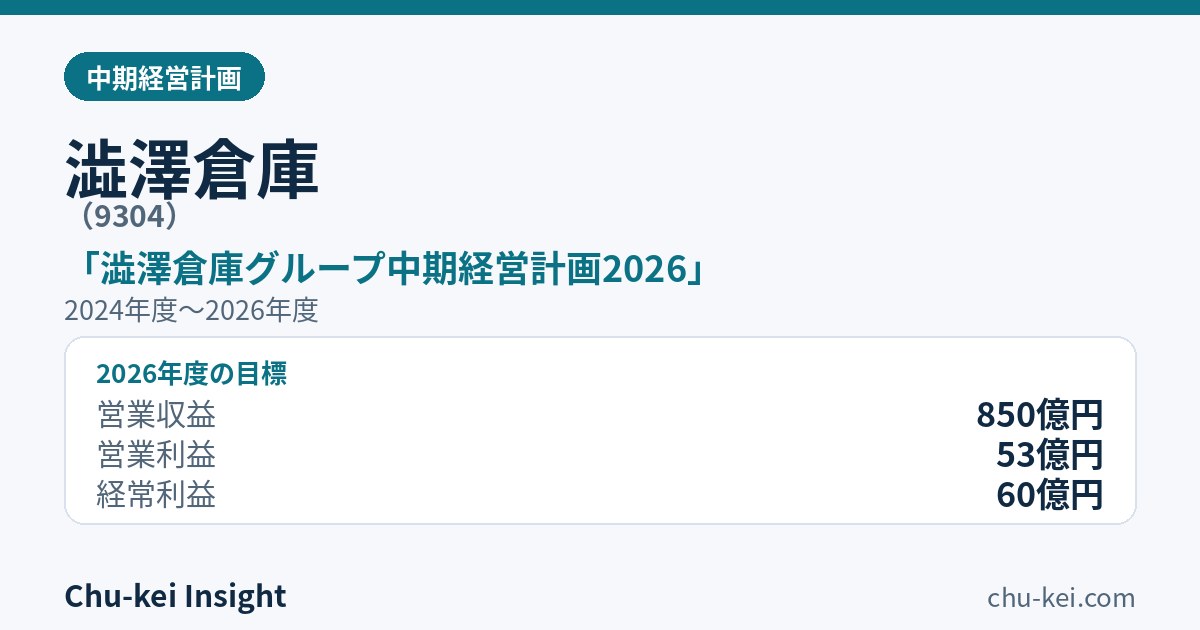 中期経営計画
澁澤倉庫
（9304）
「澁澤倉庫グループ中期経営計画2026」
2024年度〜2026年度
2026年度の目標
営業収益 850億円
営業利益 53億円
経常利益 60億円
Chu-kei Insight chu-kei.com